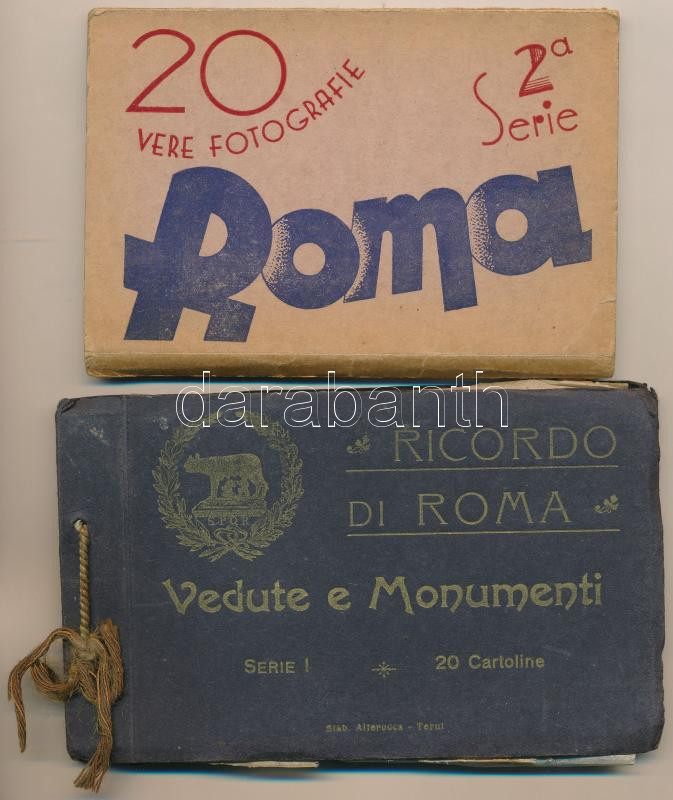 20
VERE FOTOGRAFIE
2a
Serie
Roma
darabanth
RICORDO
DI ROMA
SPQR
Vedute e Monumenti
SERIE I 20 Cartoline
Stab. Alterocca - Terni